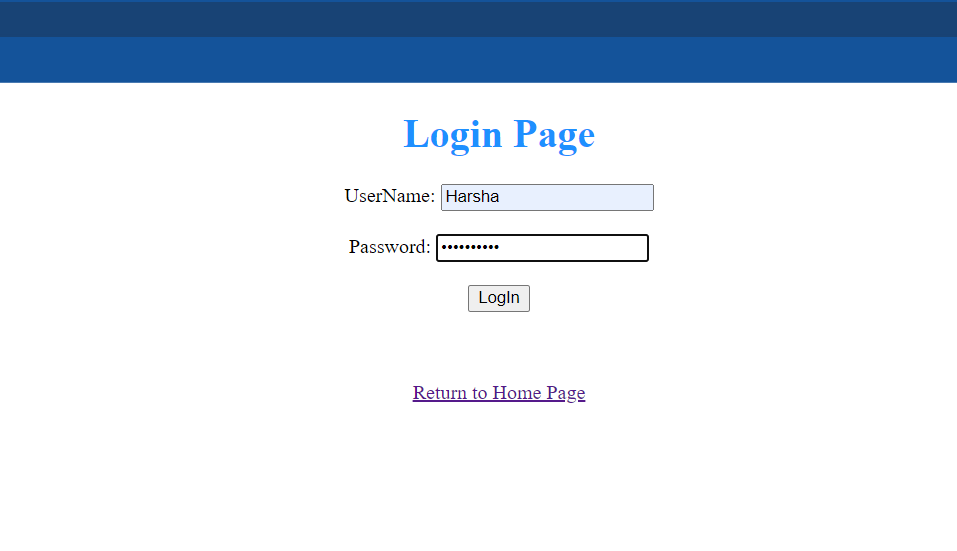 Login Page
UserName: Harsha
Password: ••••••••••
LogIn
Return to Home Page